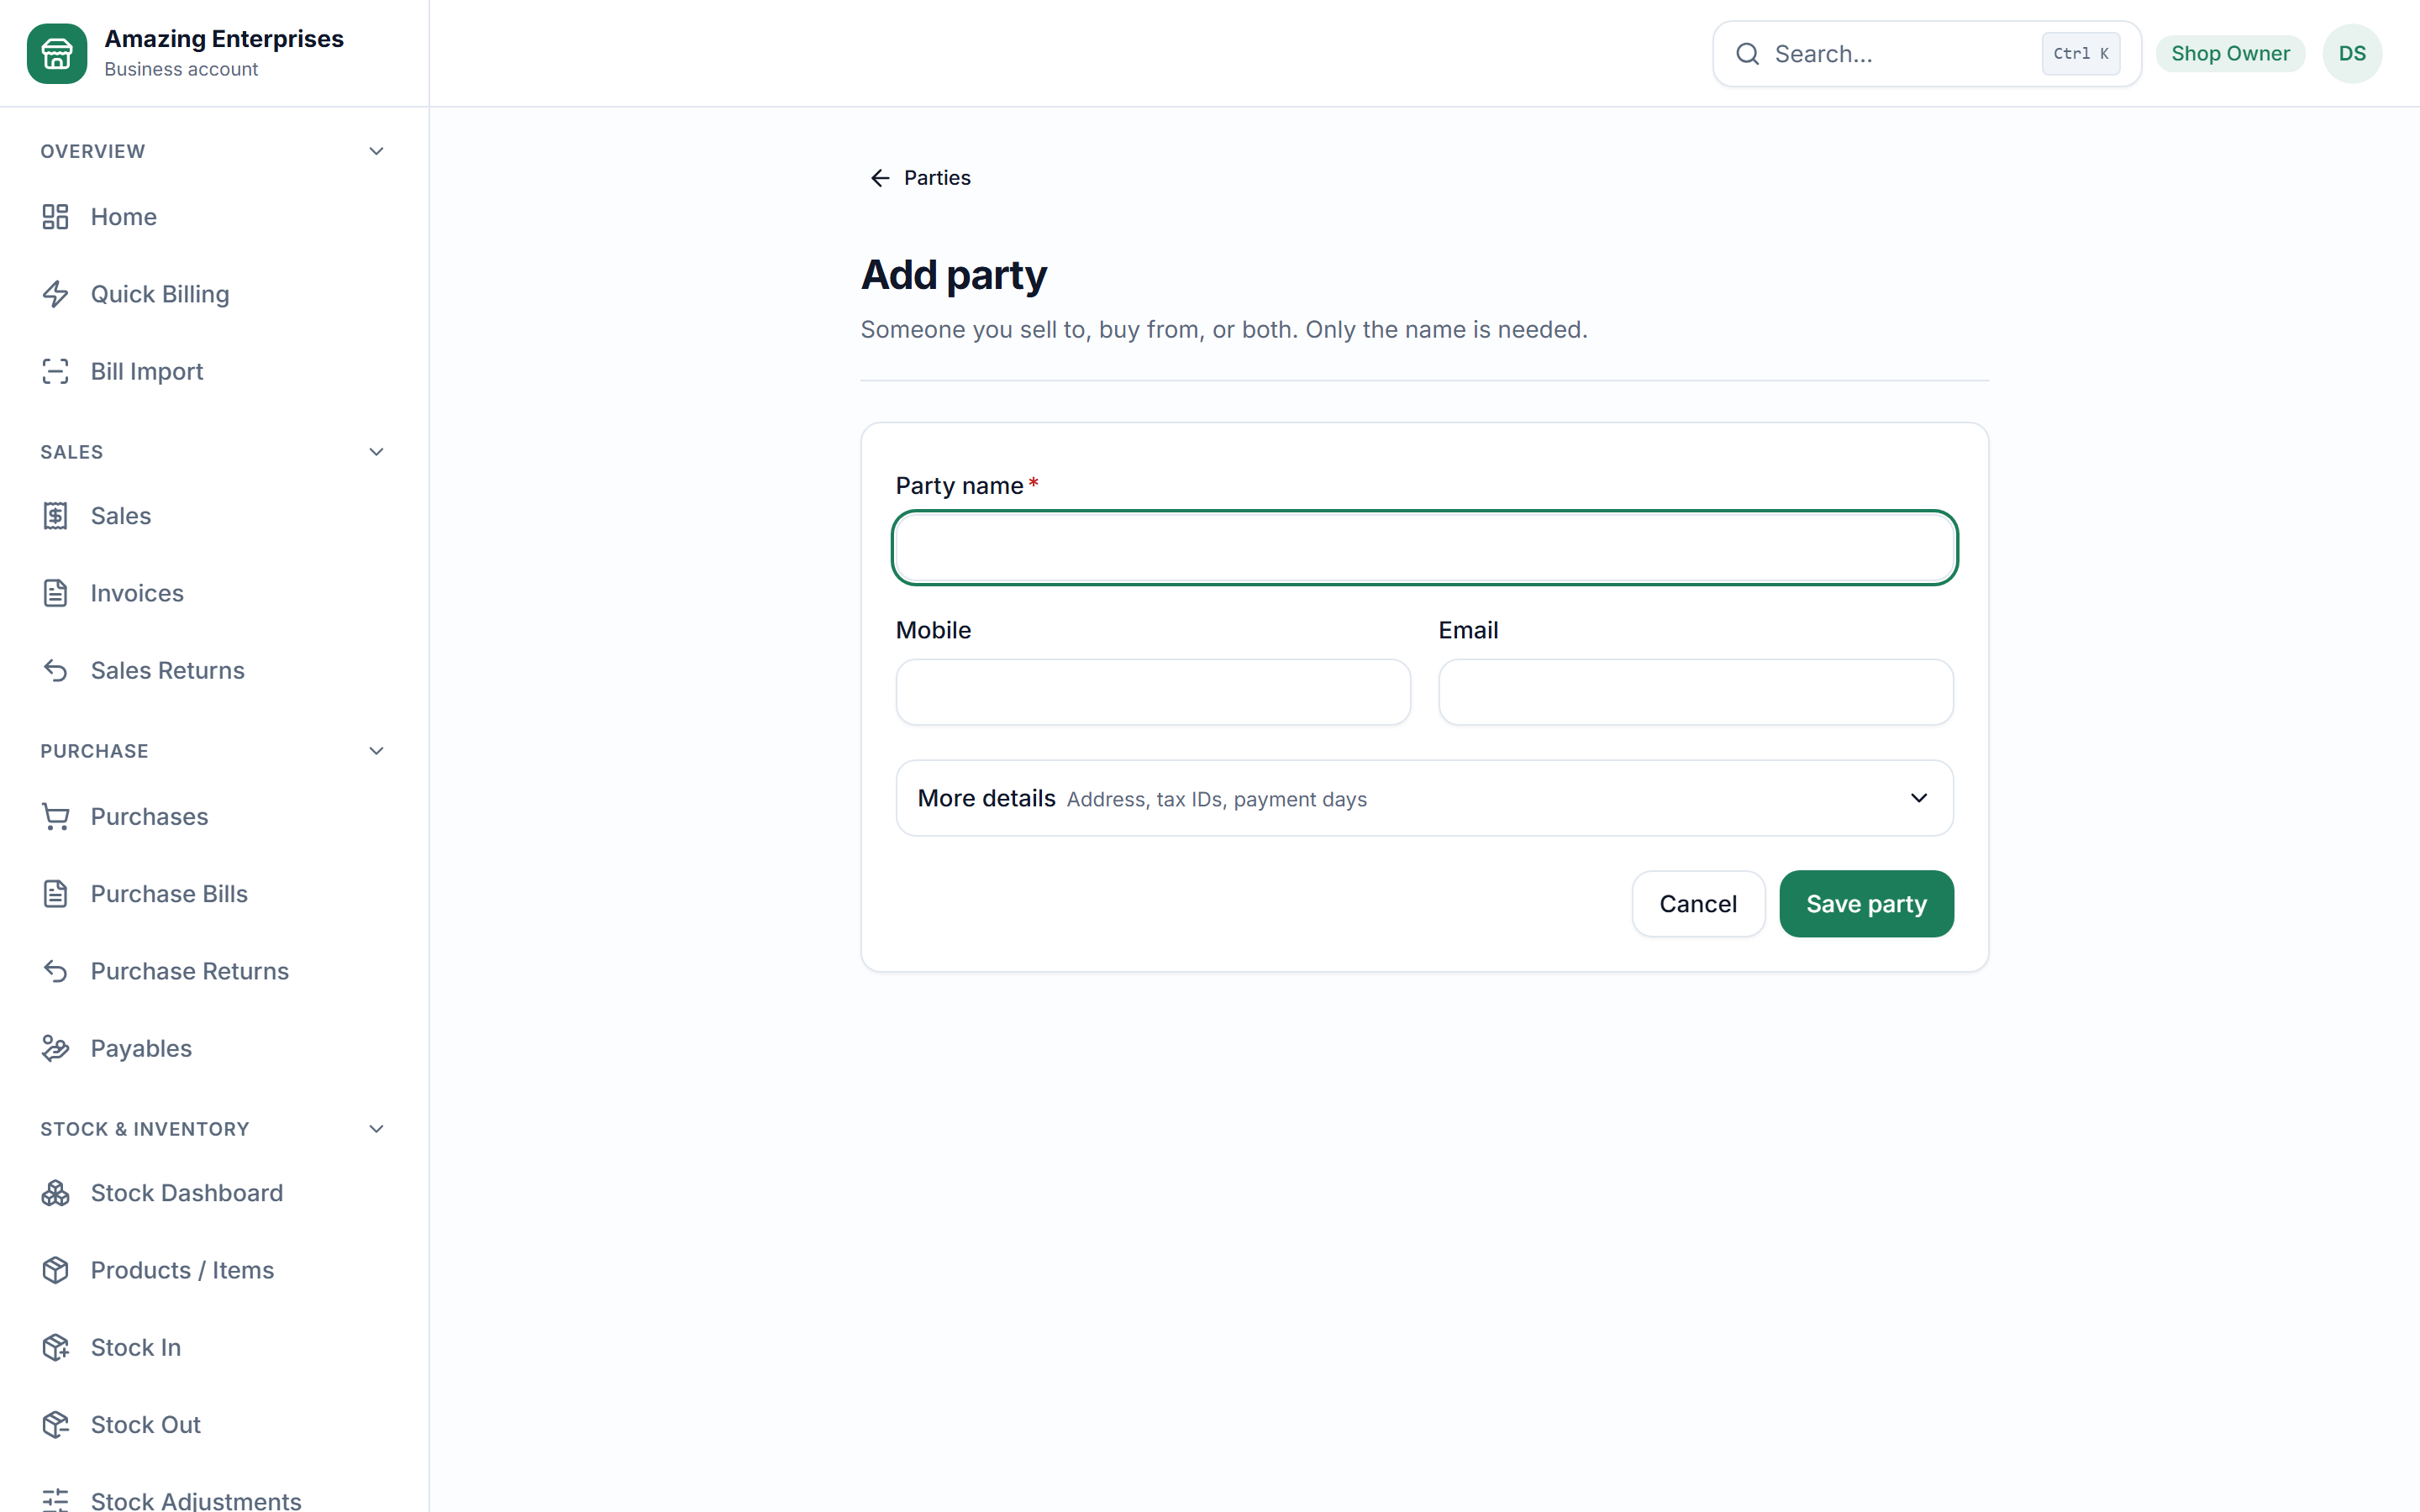 Amazing Enterprises
Business account
Search...
Ctrl K
Shop Owner
DS
OVERVIEW
Home
Quick Billing
Bill Import
SALES
Sales
Invoices
Sales Returns
PURCHASE
Purchases
Purchase Bills
Purchase Returns
Payables
STOCK & INVENTORY
Stock Dashboard
Products / Items
Stock In
Stock Out
Stock Adjustments
Parties
Add party
Someone you sell to, buy from, or both. Only the name is needed.
Party name*
Mobile
Email
More details Address, tax IDs, payment days
Cancel
Save party